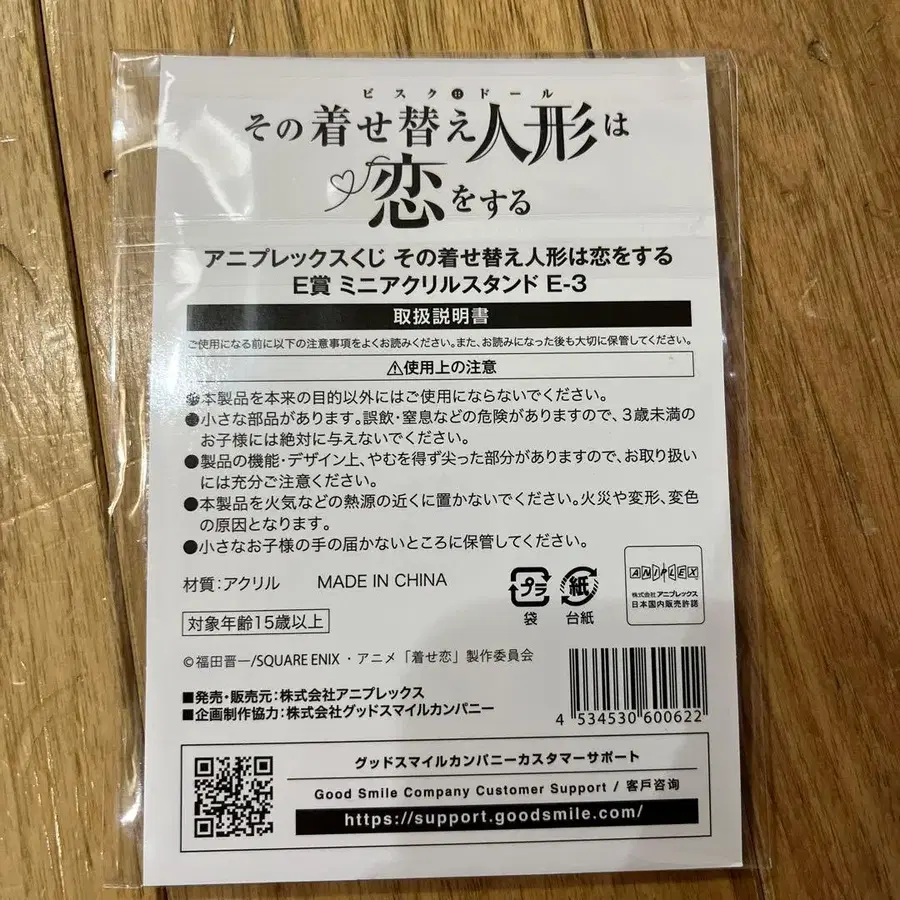 ビスク・ドール
その着せ替え人形は
恋をする
アニプレックスくじ その着せ替え人形は恋をする
E賞 ミニアクリルスタンド E-3
取扱説明書
ご使用になる前に以下の注意事項をよくお読みください。また、お読みになった後も大切に保管してください。
⚠使用上の注意
●本製品を本来の目的以外にはご使用にならないでください。
●小さな部品があります。誤飲・窒息などの危険がありますので、3歳未満の
お子様には絶対に与えないでください。
●製品の機能・デザイン上、やむを得ず尖った部分がありますので、お取り扱い
には充分ご注意ください。
●本製品を火気などの熱源の近くに置かないでください。火災や変形、変色
の原因となります。
●小さなお子様の手の届かないところに保管してください。
材質：アクリル MADE IN CHINA
プラ
袋
紙
台紙
ANIPLEX
株式会社アニプレックス
日本国内販売許諾
対象年齢15歳以上
©福田晋一/SQUARE ENIX・アニメ「着せ恋」製作委員会
■発売・販売元：株式会社アニプレックス
■企画制作協力：株式会社グッドスマイルカンパニー
4 534530 600622
グッドスマイルカンパニーカスタマーサポート
Good Smile Company Customer Support / 客戶咨询
https://support.goodsmile.com/